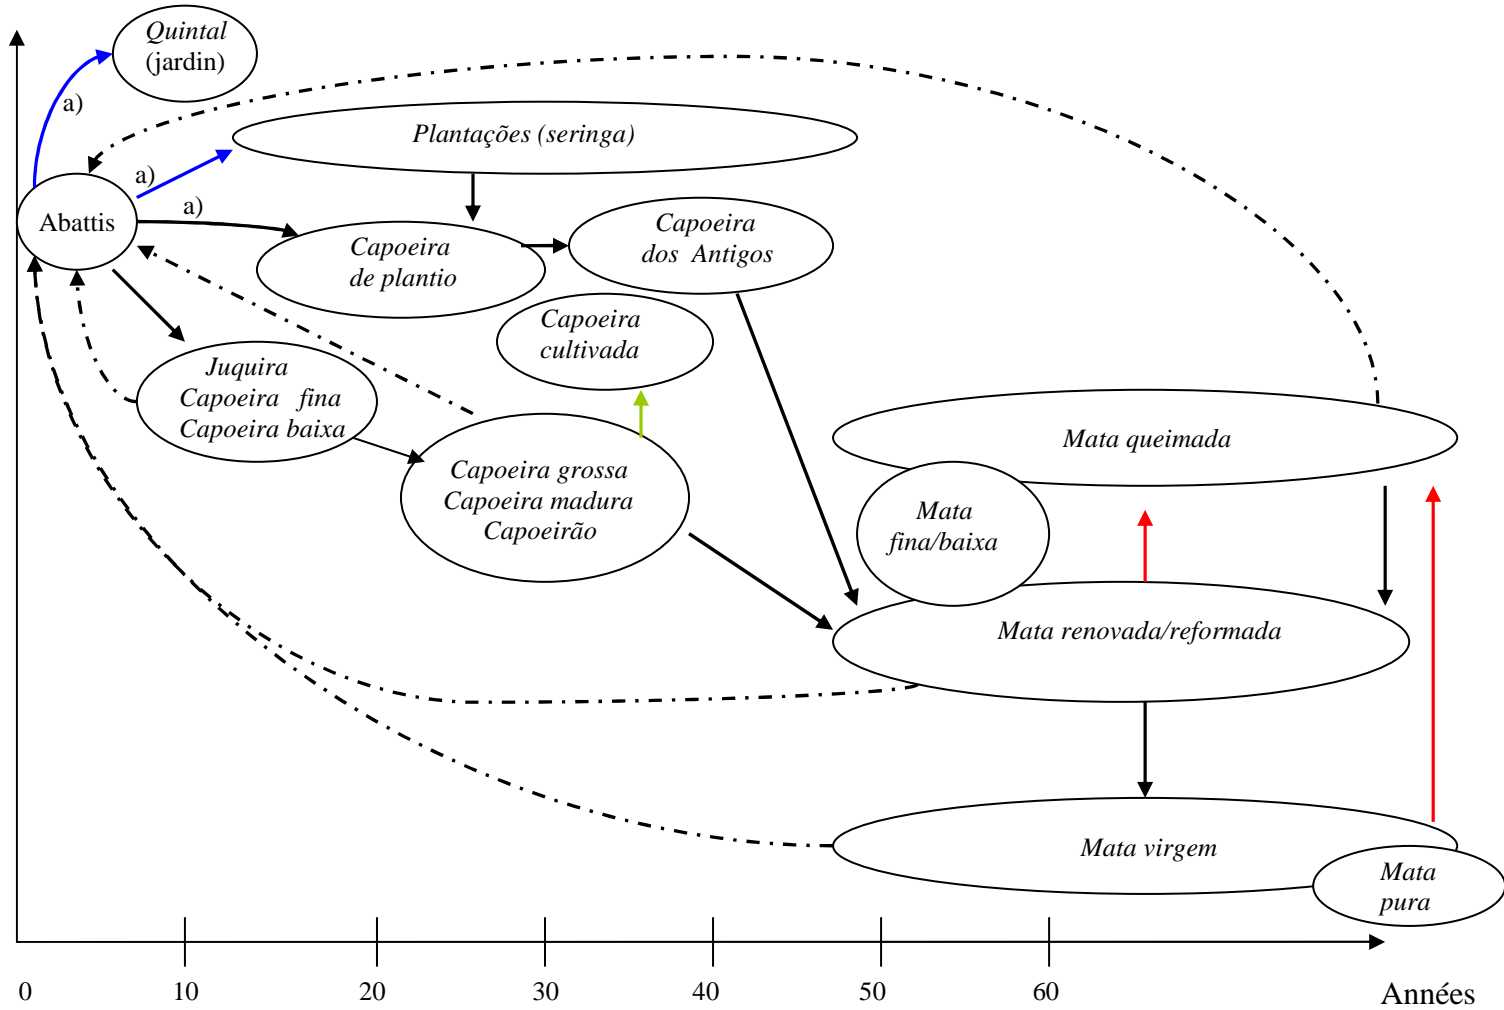 Quintal
(jardin)
a)
Plantações (seringa)
a)
a)
Abattis
Capoeira
de plantio
Capoeira
dos Antigos
Capoeira
cultivada
Juquira
Capoeira fina
Capoeira baixa
Capoeira grossa
Capoeira madura
Capoeirão
Mata queimada
Mata
fina/baixa
Mata renovada/reformada
Mata virgem
Mata
pura
0 10 20 30 40 50 60 Années